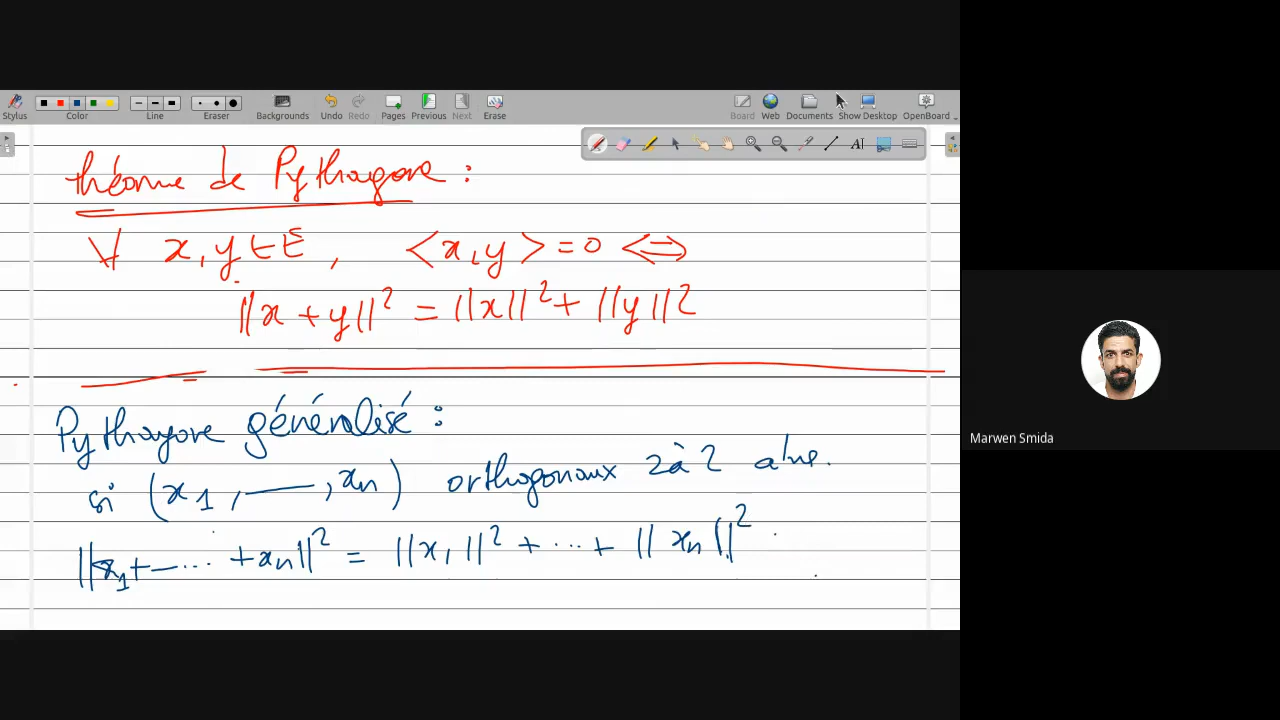 Stylus Color Line Eraser Backgrounds Undo Redo Pages Previous Next Erase Board Web Documents Show Desktop OpenBoard
théorème de Pythagore :
∀ x, y ∈ E, <x, y> = 0 <=>
||x + y||² = ||x||² + ||y||²
Pythagore généralisé :
si (x₁, ——, xₙ) orthogonaux 2 à 2 alors.
||x₁ + —... + xₙ||² = ||x₁||² + ... + ||xₙ||².
Marwen Smida